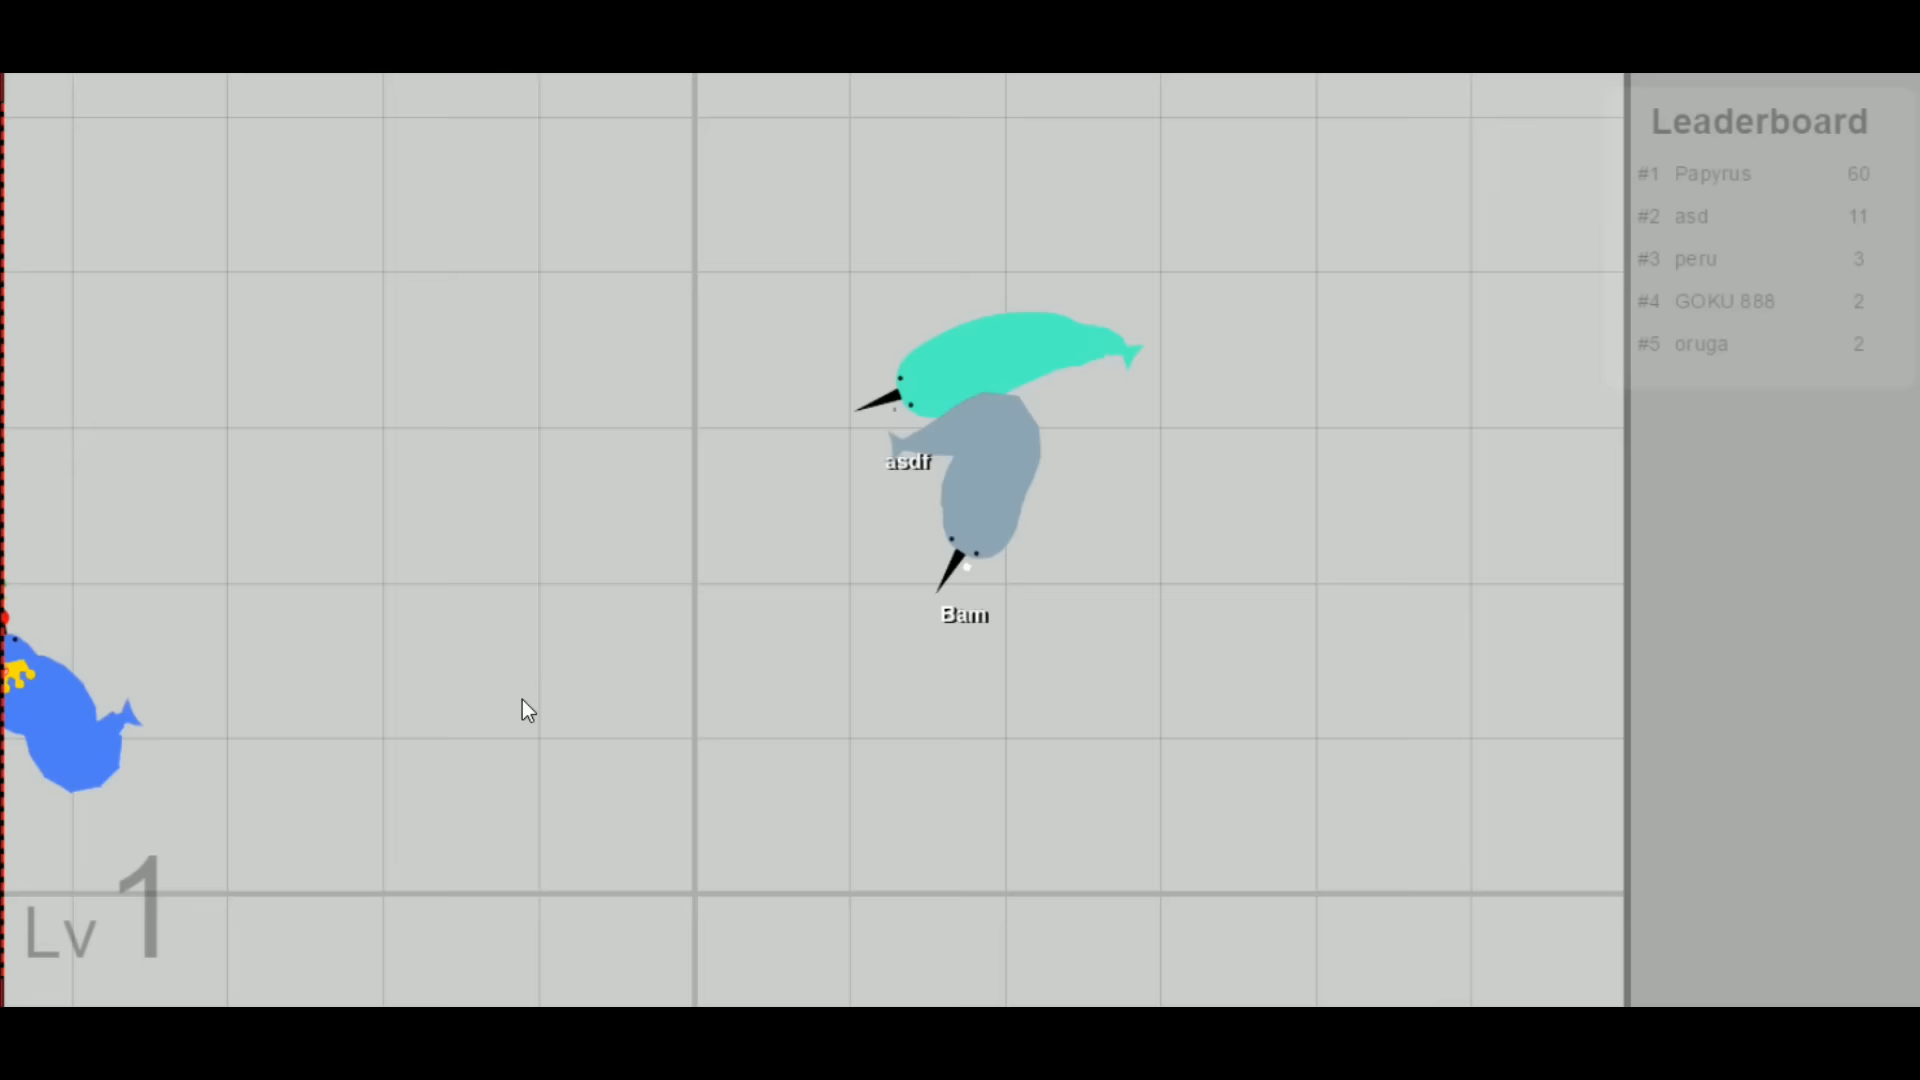 Leaderboard
#1 Papyrus 60
#2 asd 11
#3 peru 3
#4 GOKU 888 2
#5 oruga 2
asdf
Bam
Lv 1